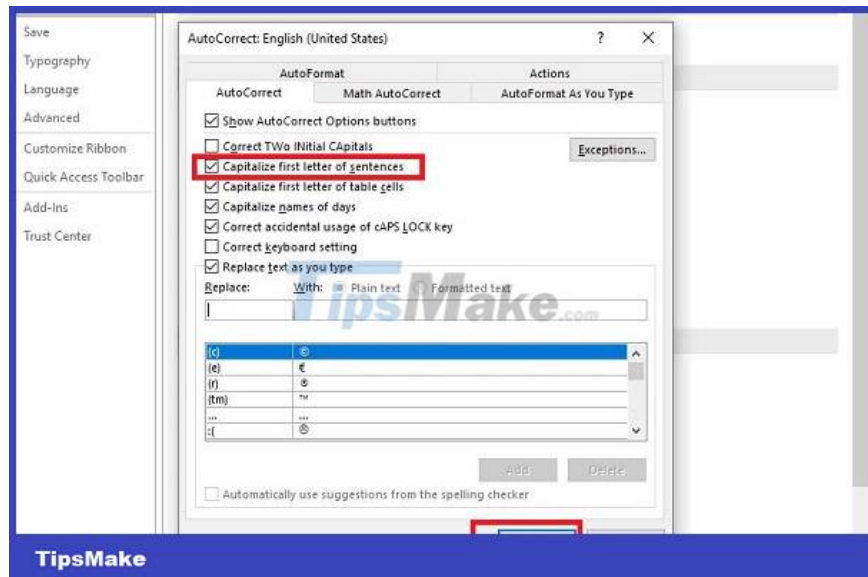 Save
Typography
Language
Advanced
Customize Ribbon
Quick Access Toolbar
Add-Ins
Trust Center
AutoCorrect: English (United States) ? ×
AutoFormat Actions
AutoCorrect Math AutoCorrect AutoFormat As You Type
Show AutoCorrect Options buttons
Correct TWo INitial CApitals
Exceptions...
Capitalize first letter of sentences
Capitalize first letter of table cells
Capitalize names of days
Correct accidental usage of cAPS LOCK key
Correct keyboard setting
Replace text as you type
Replace: With: Plain text Formatted text
TipsMake.com
(c) ©
(e) €
(r) ®
(tm) ™
... ...
:( ☹
Add Delete
Automatically use suggestions from the spelling checker
TipsMake